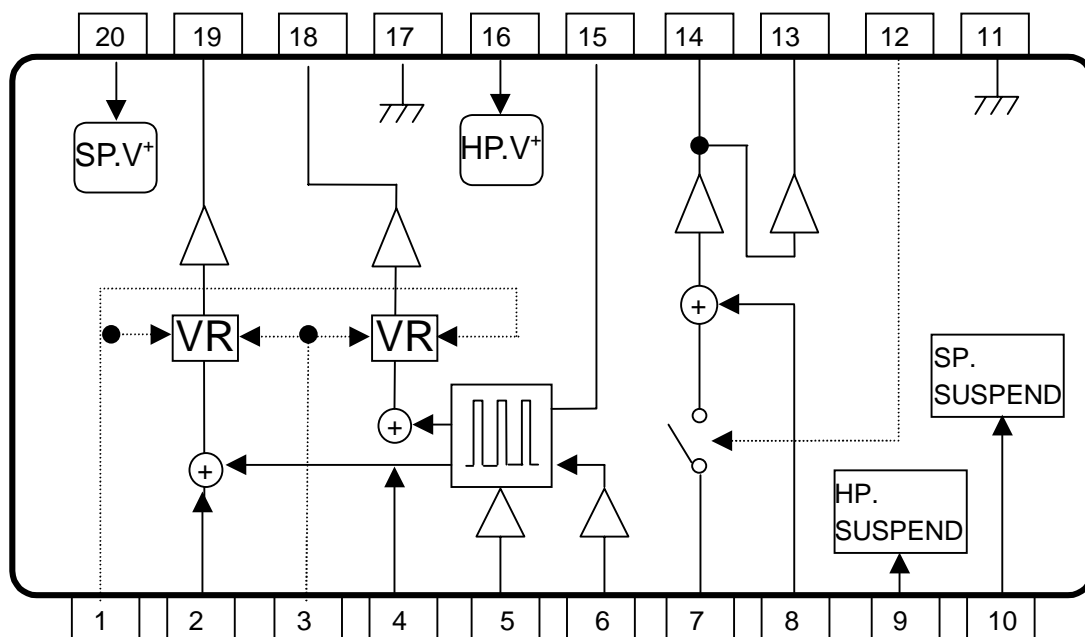 20 19 18 17 16 15 14 13 12 11
SP.V⁺
HP.V⁺
+
VR
VR
SP.
SUSPEND
+
+
HP.
SUSPEND
1 2 3 4 5 6 7 8 9 10